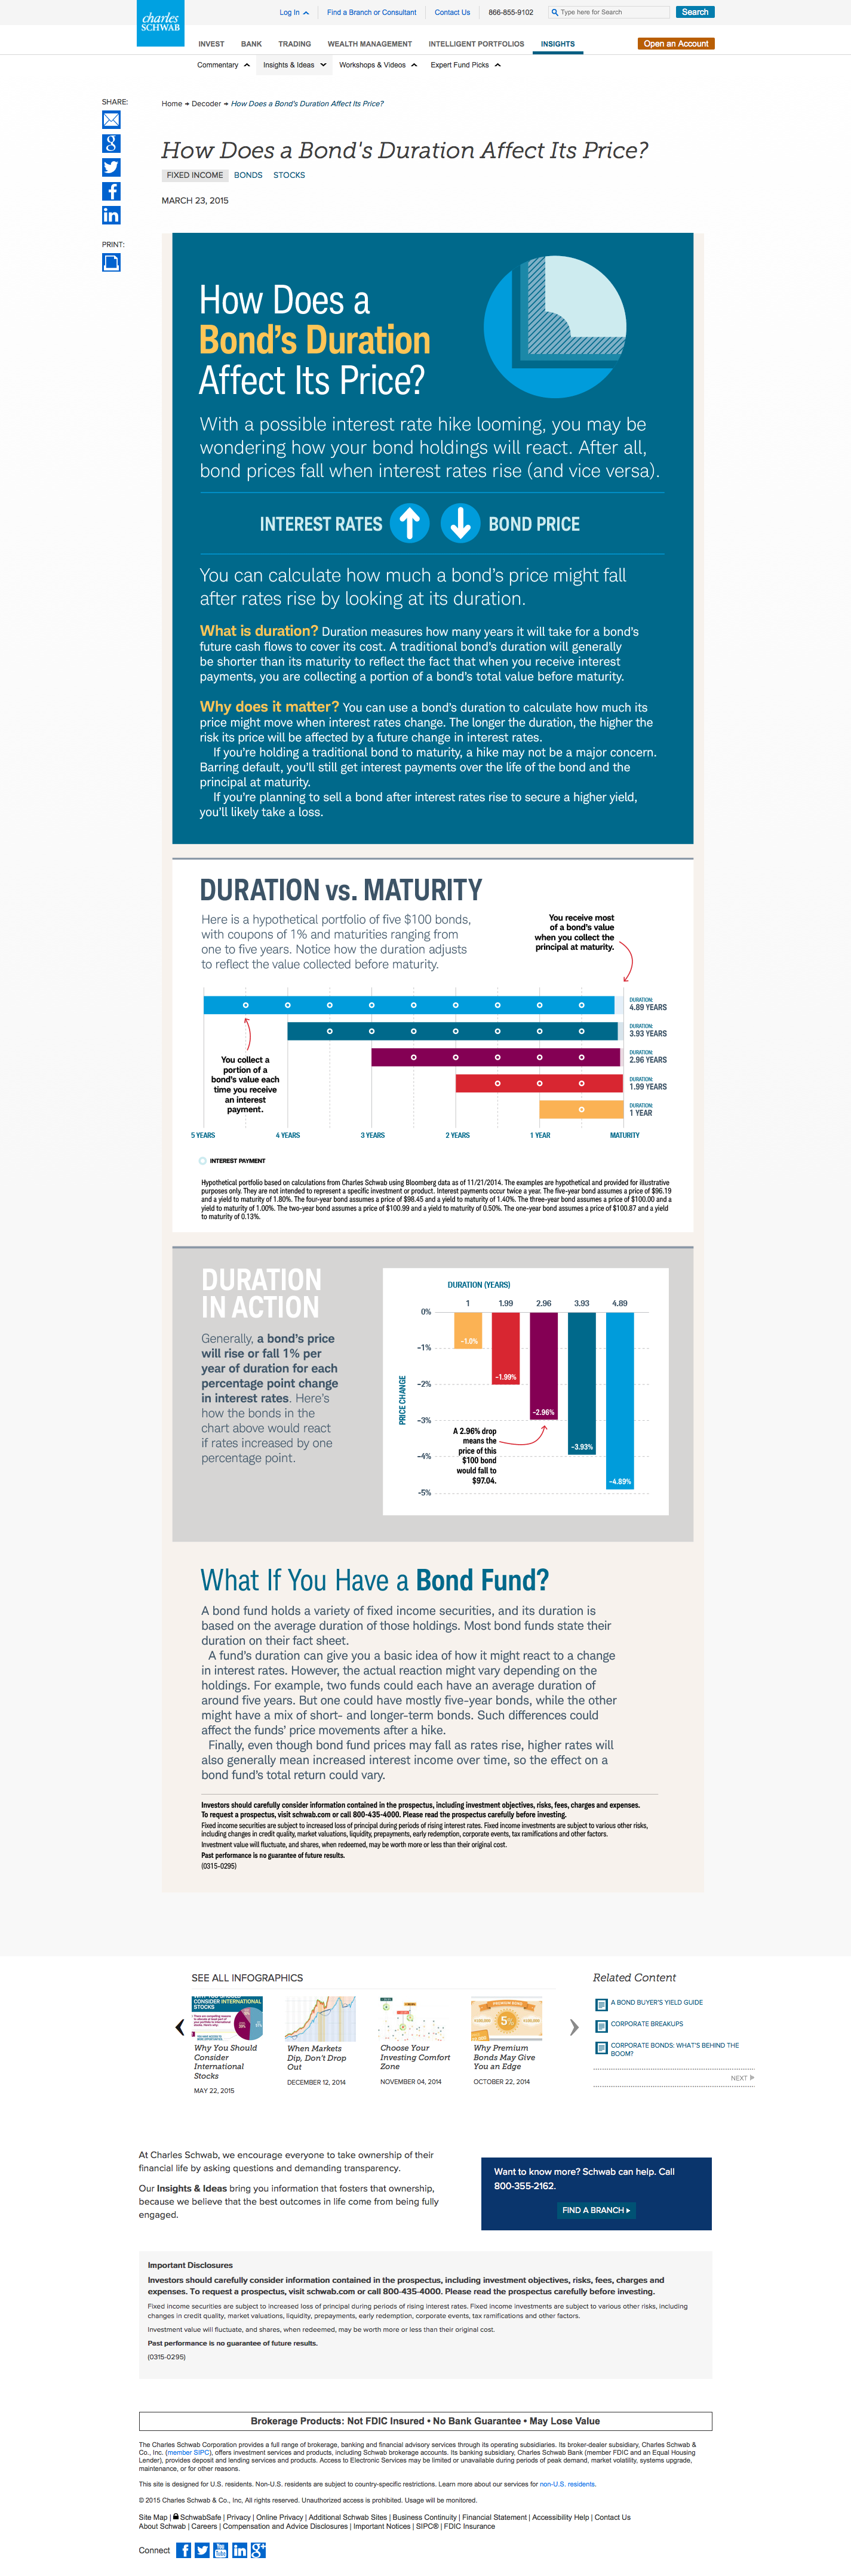 charles
SCHWAB
Log In
Find a Branch or Consultant
Contact Us
866-855-9102
Type here for Search
Search
INVEST
BANK
TRADING
WEALTH MANAGEMENT
INTELLIGENT PORTFOLIOS
INSIGHTS
Open an Account
Commentary
Insights & Ideas
Workshops & Videos
Expert Fund Picks
SHARE:
PRINT:
Home
Decoder
How Does a Bond's Duration Affect Its Price?
How Does a Bond's Duration Affect Its Price?
FIXED INCOME
BONDS
STOCKS
MARCH 23, 2015
How Does a
Bond's Duration
Affect Its Price?
With a possible interest rate hike looming, you may be
wondering how your bond holdings will react. After all,
bond prices fall when interest rates rise (and vice versa).
INTEREST RATES
BOND PRICE
You can calculate how much a bond's price might fall
after rates rise by looking at its duration.
What is duration? Duration measures how many years it will take for a bond's
future cash flows to cover its cost. A traditional bond's duration will generally
be shorter than its maturity to reflect the fact that when you receive interest
payments, you are collecting a portion of a bond's total value before maturity.
Why does it matter? You can use a bond's duration to calculate how much its
price might move when interest rates change. The longer the duration, the higher the
risk its price will be affected by a future change in interest rates.
If you're holding a traditional bond to maturity, a hike may not be a major concern.
Barring default, you'll still get interest payments over the life of the bond and the
principal at maturity.
If you're planning to sell a bond after interest rates rise to secure a higher yield,
you'll likely take a loss.
DURATION vs. MATURITY
Here is a hypothetical portfolio of five $100 bonds,
with coupons of 1% and maturities ranging from
one to five years. Notice how the duration adjusts
to reflect the value collected before maturity.
You receive most
of a bond's value
when you collect the
principal at maturity.
DURATION:
4.89 YEARS
DURATION:
3.93 YEARS
DURATION:
2.96 YEARS
DURATION:
1.99 YEARS
DURATION:
1 YEAR
You collect a
portion of a
bond's value each
time you receive
an interest
payment.
5 YEARS
4 YEARS
3 YEARS
2 YEARS
1 YEAR
MATURITY
INTEREST PAYMENT
Hypothetical portfolio based on calculations from Charles Schwab using Bloomberg data as of 11/21/2014. The examples are hypothetical and provided for illustrative
purposes only. They are not intended to represent a specific investment or product. Interest payments occur twice a year. The five-year bond assumes a price of $96.19
and a yield to maturity of 1.80%. The four-year bond assumes a price of $98.45 and a yield to maturity of 1.40%. The three-year bond assumes a price of $100.00 and a
yield to maturity of 1.00%. The two-year bond assumes a price of $100.99 and a yield to maturity of 0.50%. The one-year bond assumes a price of $100.87 and a yield
to maturity of 0.13%.
DURATION
IN ACTION
Generally, a bond's price
will rise or fall 1% per
year of duration for each
percentage point change
in interest rates. Here's
how the bonds in the
chart above would react
if rates increased by one
percentage point.
DURATION (YEARS)
1
1.99
2.96
3.93
4.89
PRICE CHANGE
0%
–1%
–2%
–3%
–4%
–5%
–1.0%
–1.99%
–2.96%
–3.93%
–4.89%
A 2.96% drop
means the
price of this
$100 bond
would fall to
$97.04.
What If You Have a Bond Fund?
A bond fund holds a variety of fixed income securities, and its duration is
based on the average duration of those holdings. Most bond funds state their
duration on their fact sheet.
A fund's duration can give you a basic idea of how it might react to a change
in interest rates. However, the actual reaction might vary depending on the
holdings. For example, two funds could each have an average duration of
around five years. But one could have mostly five-year bonds, while the other
might have a mix of short- and longer-term bonds. Such differences could
affect the funds' price movements after a hike.
Finally, even though bond fund prices may fall as rates rise, higher rates will
also generally mean increased interest income over time, so the effect on a
bond fund's total return could vary.
Investors should carefully consider information contained in the prospectus, including investment objectives, risks, fees, charges and expenses.
To request a prospectus, visit schwab.com or call 800-435-4000. Please read the prospectus carefully before investing.
Fixed income securities are subject to increased loss of principal during periods of rising interest rates. Fixed income investments are subject to various other risks,
including changes in credit quality, market valuations, liquidity, prepayments, early redemption, corporate events, tax ramifications and other factors.
Investment value will fluctuate, and shares, when redeemed, may be worth more or less than their original cost.
Past performance is no guarantee of future results.
(0315-0295)
SEE ALL INFOGRAPHICS
CONSIDER INTERNATIONAL
STOCKS
PREMIUM BOND
5%
Why You Should
Consider
International
Stocks
MAY 22, 2015
When Markets
Dip, Don't Drop
Out
DECEMBER 12, 2014
Choose Your
Investing Comfort
Zone
NOVEMBER 04, 2014
Why Premium
Bonds May Give
You an Edge
OCTOBER 22, 2014
Related Content
A BOND BUYER'S YIELD GUIDE
CORPORATE BREAKUPS
CORPORATE BONDS: WHAT'S BEHIND THE
BOOM?
NEXT
At Charles Schwab, we encourage everyone to take ownership of their
financial life by asking questions and demanding transparency.
Our Insights & Ideas bring you information that fosters that ownership,
because we believe that the best outcomes in life come from being fully
engaged.
Want to know more? Schwab can help. Call
800-355-2162.
FIND A BRANCH
Important Disclosures
Investors should carefully consider information contained in the prospectus, including investment objectives, risks, fees, charges and
expenses. To request a prospectus, visit schwab.com or call 800-435-4000. Please read the prospectus carefully before investing.
Fixed income securities are subject to increased loss of principal during periods of rising interest rates. Fixed income investments are subject to various other risks, including
changes in credit quality, market valuations, liquidity, prepayments, early redemption, corporate events, tax ramifications and other factors.
Investment value will fluctuate, and shares, when redeemed, may be worth more or less than their original cost.
Past performance is no guarantee of future results.
(0315-0295)
Brokerage Products: Not FDIC Insured • No Bank Guarantee • May Lose Value
The Charles Schwab Corporation provides a full range of brokerage, banking and financial advisory services through its operating subsidiaries. Its broker-dealer subsidiary, Charles Schwab &
Co., Inc. (member SIPC), offers investment services and products, including Schwab brokerage accounts. Its banking subsidiary, Charles Schwab Bank (member FDIC and an Equal Housing
Lender), provides deposit and lending services and products. Access to Electronic Services may be limited or unavailable during periods of peak demand, market volatility, systems upgrade,
maintenance, or for other reasons.
This site is designed for U.S. residents. Non-U.S. residents are subject to country-specific restrictions. Learn more about our services for non-U.S. residents.
© 2015 Charles Schwab & Co., Inc, All rights reserved. Unauthorized access is prohibited. Usage will be monitored.
Site Map | SchwabSafe | Privacy | Online Privacy | Additional Schwab Sites | Business Continuity | Financial Statement | Accessibility Help | Contact Us
About Schwab | Careers | Compensation and Advice Disclosures | Important Notices | SIPC® | FDIC Insurance
Connect